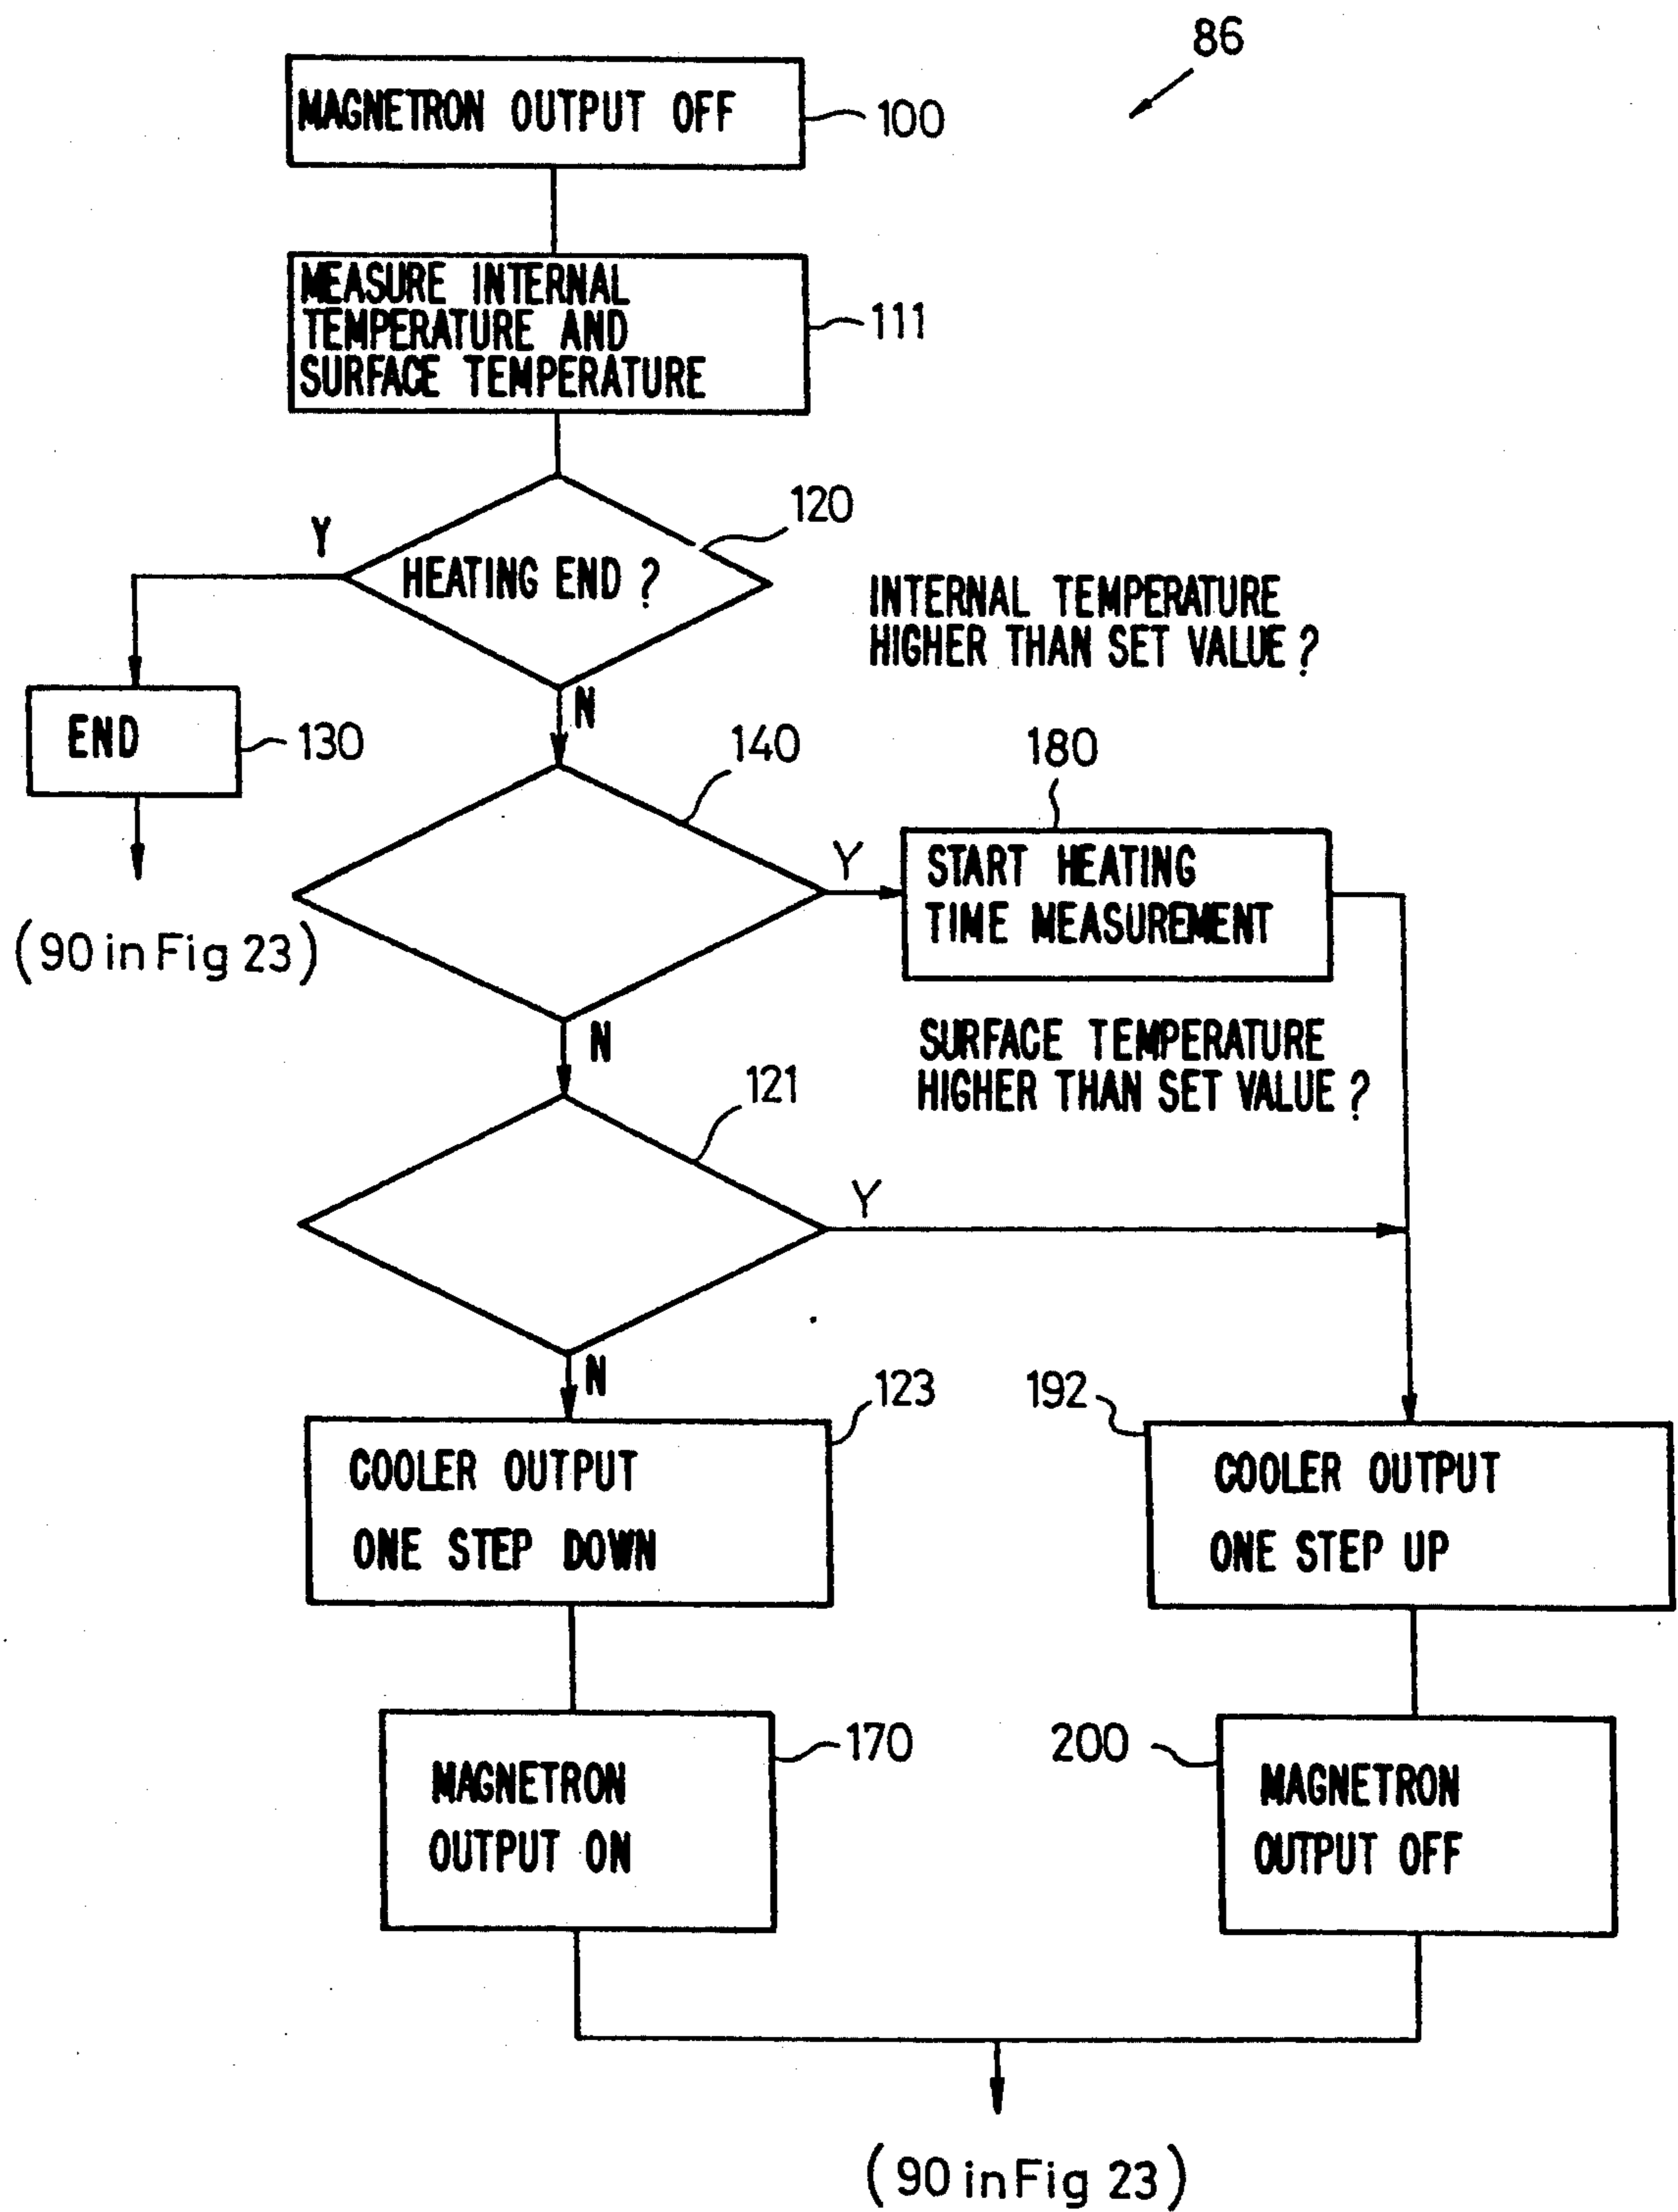 86
MAGNETRON OUTPUT OFF
100
MEASURE INTERNAL
TEMPERATURE AND
SURFACE TEMPERATURE
111
120
Y
HEATING END ?
INTERNAL TEMPERATURE
HIGHER THAN SET VALUE ?
N
END
130
(90 in Fig 23)
140
180
Y
START HEATING
TIME MEASUREMENT
N
SURFACE TEMPERATURE
HIGHER THAN SET VALUE ?
121
Y
N
123
192
COOLER OUTPUT
ONE STEP DOWN
COOLER OUTPUT
ONE STEP UP
170
200
MAGNETRON
OUTPUT ON
MAGNETRON
OUTPUT OFF
(90 in Fig 23)